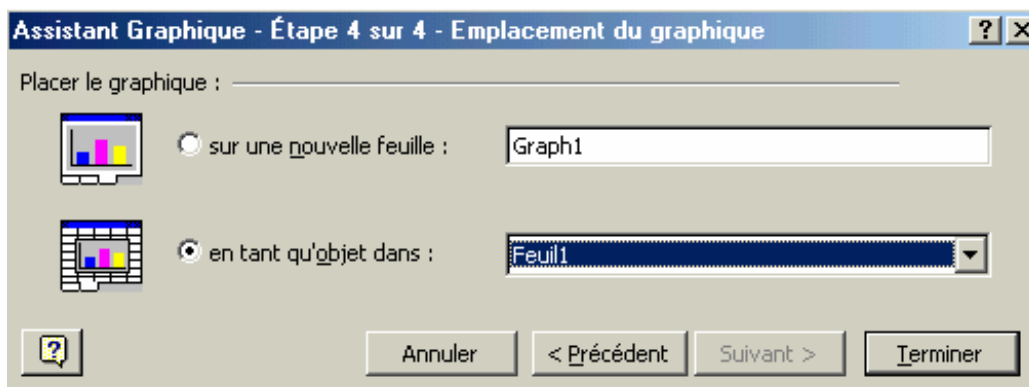 Assistant Graphique - Étape 4 sur 4 - Emplacement du graphique
Placer le graphique :
sur une nouvelle feuille : Graph1
en tant qu'objet dans : Feuil1
Annuler < Précédent Suivant > Terminer